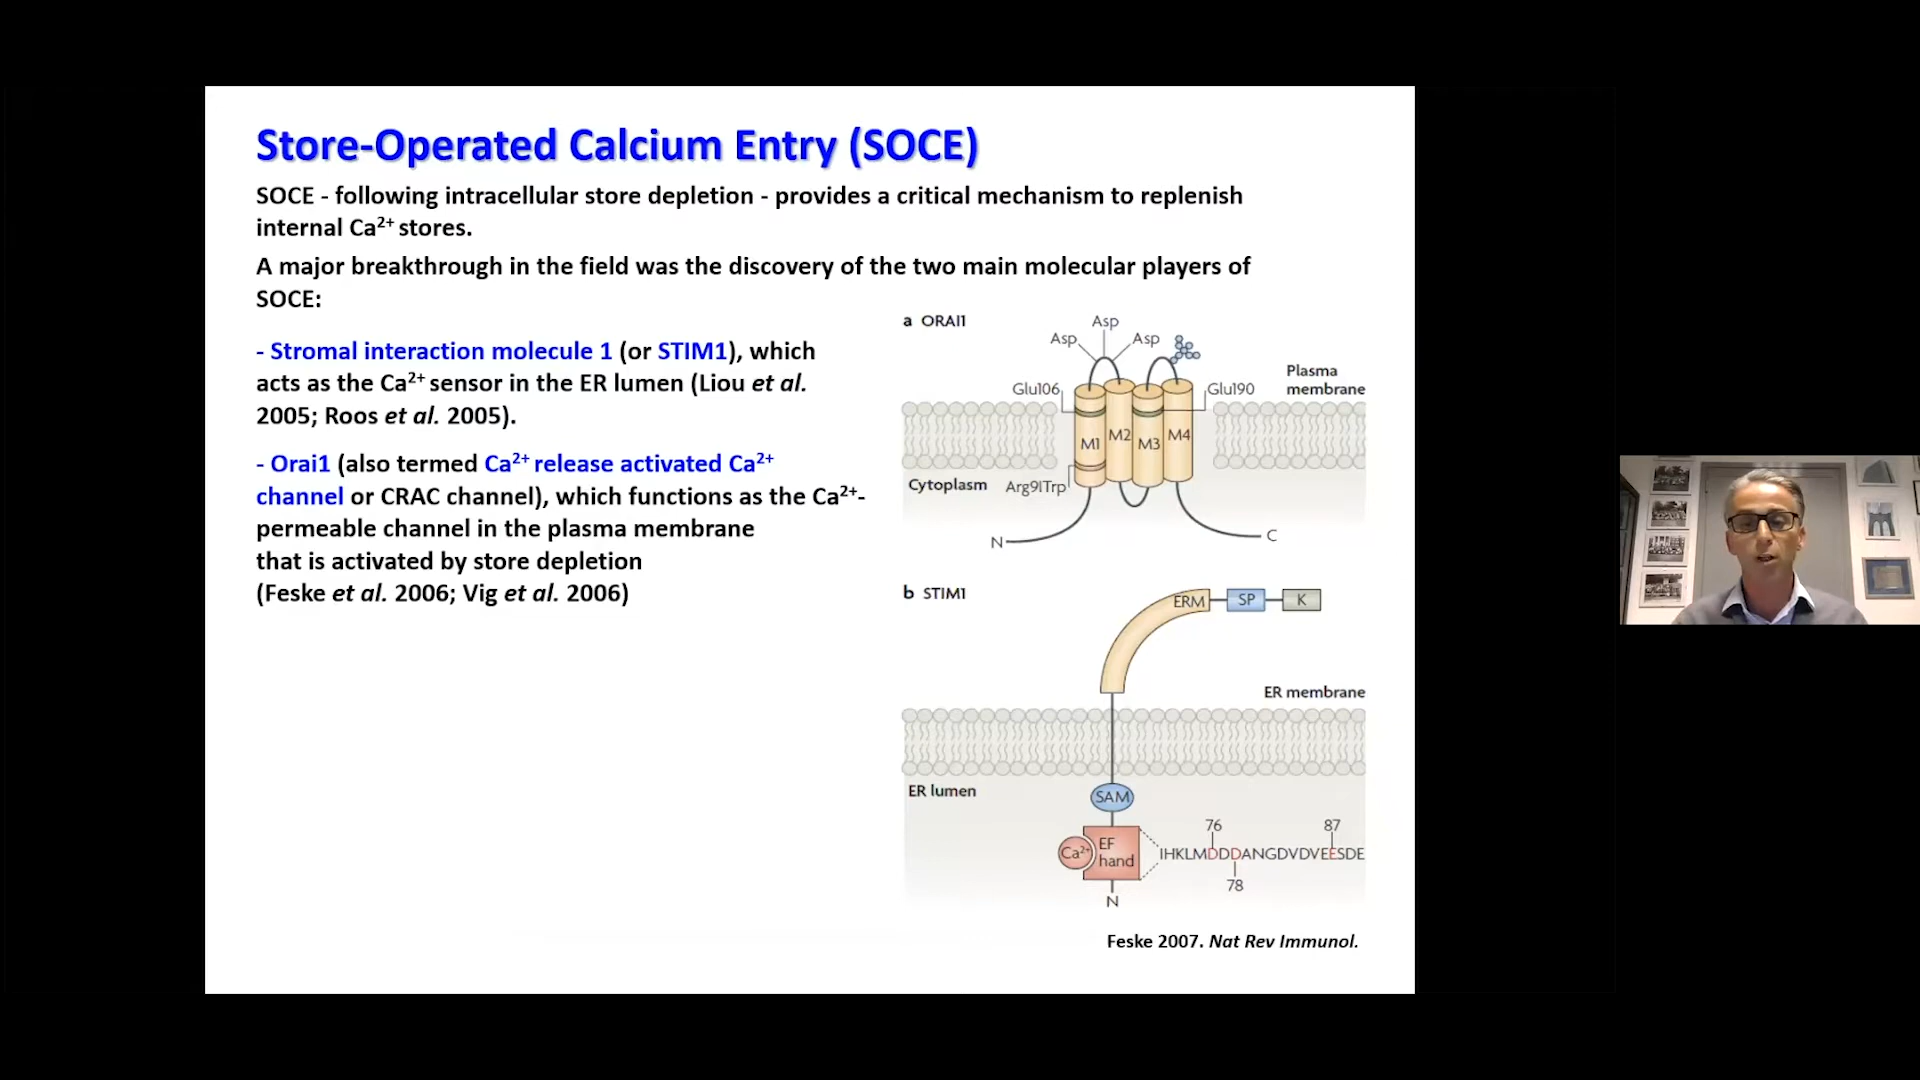 Store-Operated Calcium Entry (SOCE)
SOCE - following intracellular store depletion - provides a critical mechanism to replenish
internal Ca²⁺ stores.
A major breakthrough in the field was the discovery of the two main molecular players of
SOCE:
- Stromal interaction molecule 1 (or STIM1), which
acts as the Ca²⁺ sensor in the ER lumen (Liou et al.
2005; Roos et al. 2005).
- Orai1 (also termed Ca²⁺ release activated Ca²⁺
channel or CRAC channel), which functions as the Ca²⁺-
permeable channel in the plasma membrane
that is activated by store depletion
(Feske et al. 2006; Vig et al. 2006)
a ORAI1
Asp
Asp Asp
Plasma
membrane
Glu106 Glu190
M1 M2 M3 M4
Cytoplasm Arg91Trp
N C
b STIM1
ERM SP K
ER membrane
ER lumen
SAM
76 87
Ca²⁺ EF
hand
IHKLMDDDANGDVDVEESDE
78
N
Feske 2007. Nat Rev Immunol.